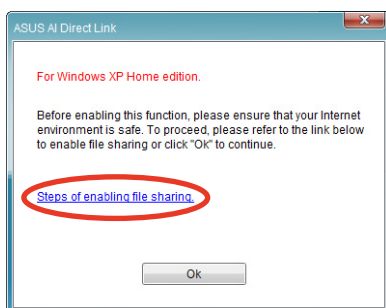 ASUS AI Direct Link
For Windows XP Home edition.
Before enabling this function, please ensure that your Internet
environment is safe. To proceed, please refer to the link below
to enable file sharing or click "Ok" to continue.
Steps of enabling file sharing.
Ok